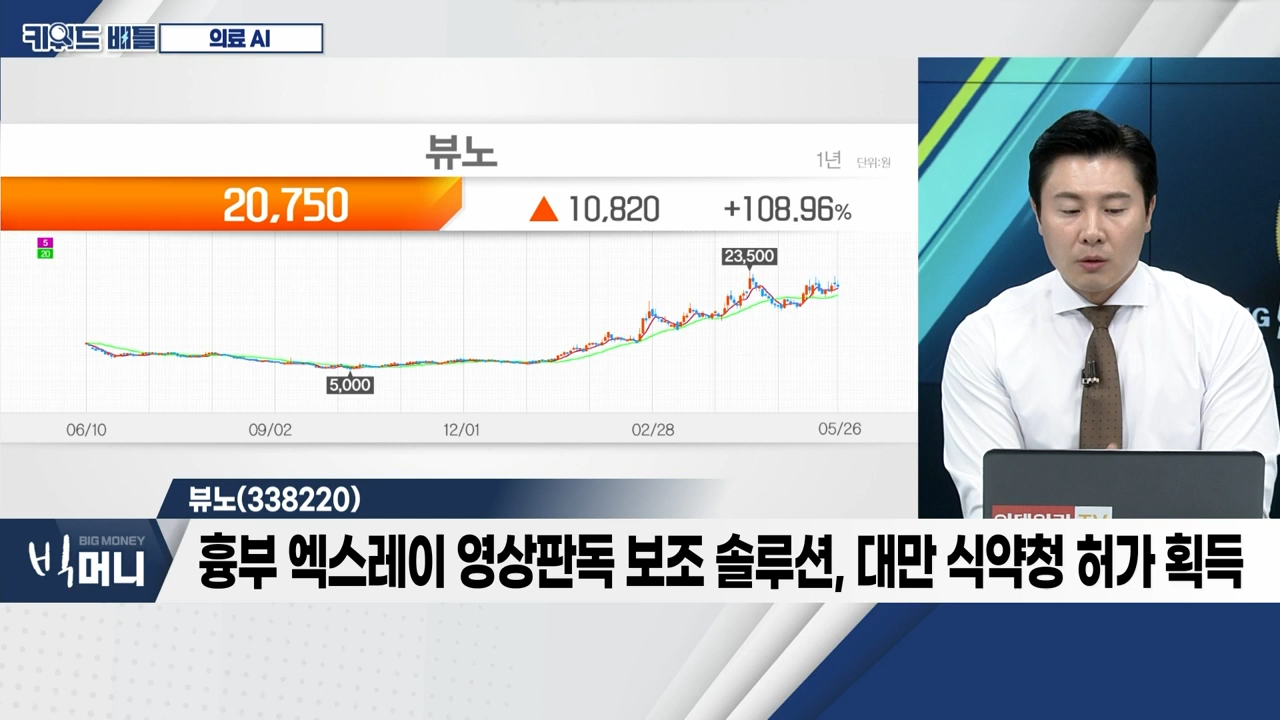 키워드 배틀
의료 AI
뷰노
1년 단위:원
20,750
▲ 10,820 +108.96%
5
20
23,500
5,000
06/10 09/02 12/01 02/28 05/26
뷰노(338220)
BIG MONEY
빅머니
흉부 엑스레이 영상판독 보조 솔루션, 대만 식약청 허가 획득